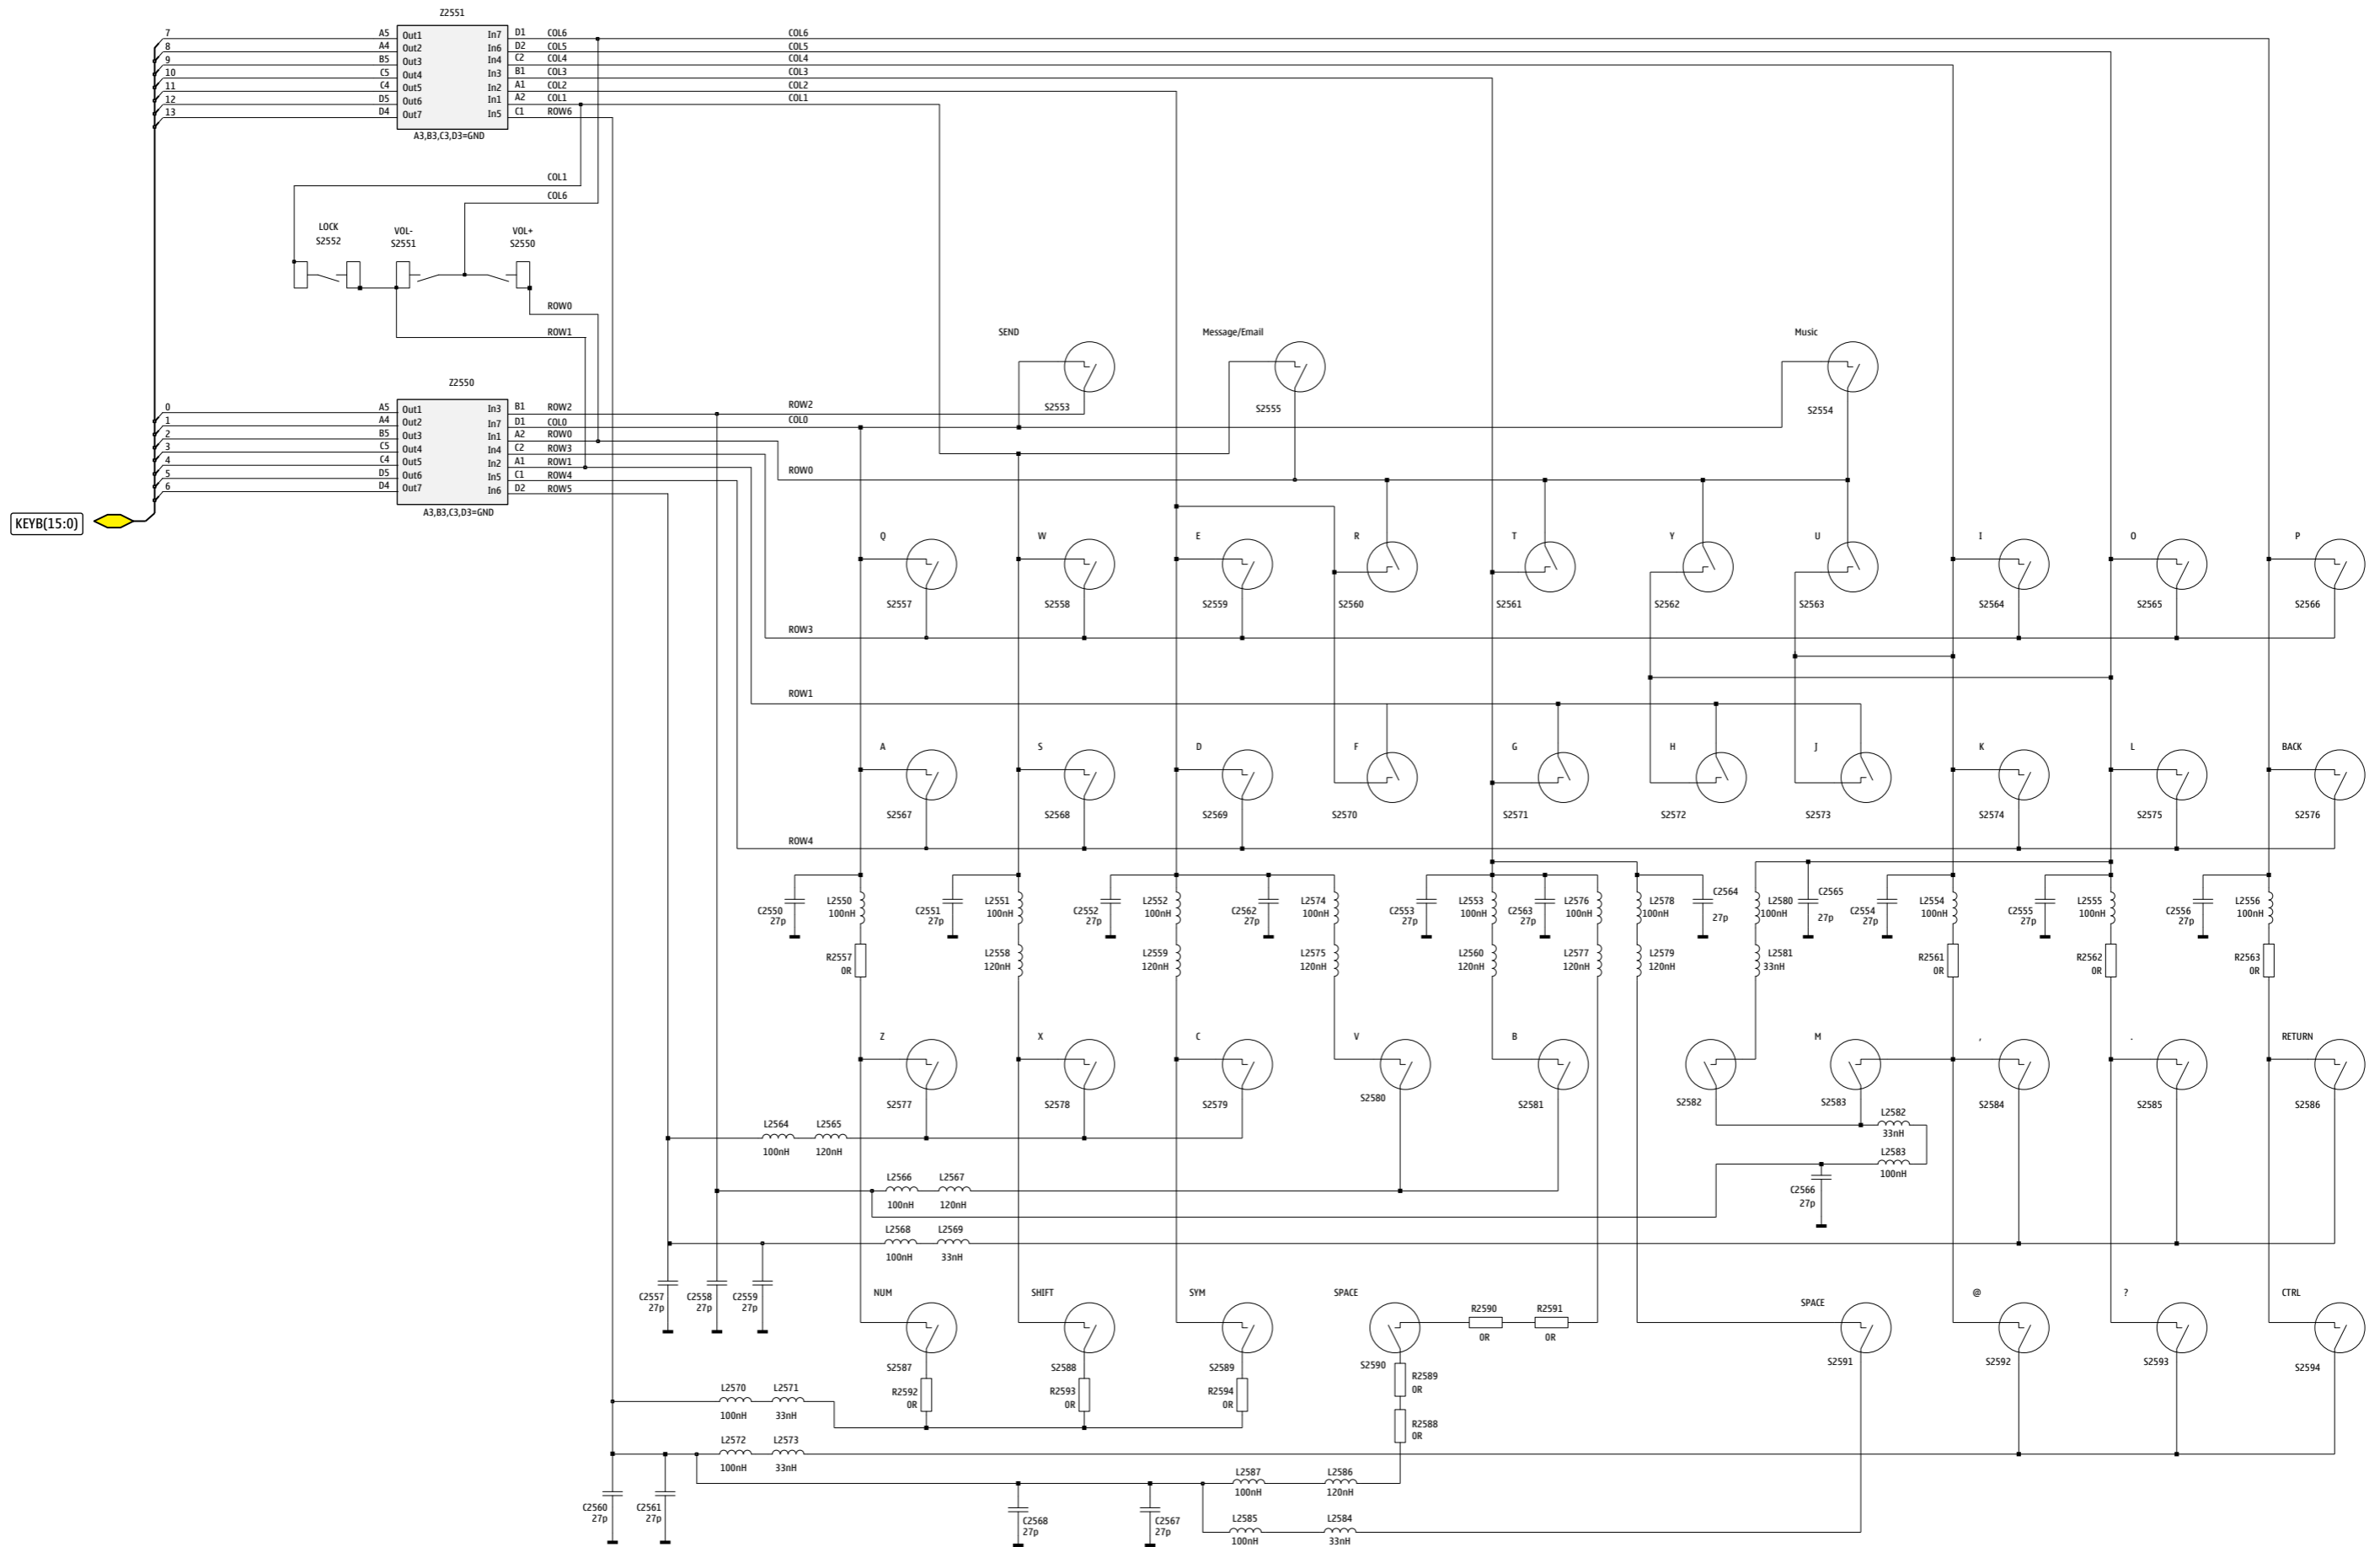 Z2551
7 A5 Out1 In7 D1 COL6 COL6
8 A4 Out2 In6 D2 COL5 COL5
9 B5 Out3 In4 C2 COL4 COL4
10 C5 Out4 In3 B1 COL3 COL3
11 C4 Out5 In2 A1 COL2 COL2
12 D5 Out6 In1 A2 COL1 COL1
13 D4 Out7 In5 C1 ROW6
A3,B3,C3,D3=GND
COL1
COL6
LOCK VOL- VOL+
S2552 S2551 S2550
ROW0
ROW1
SEND Message/Email Music
Z2550
0 A5 Out1 In3 B1 ROW2 ROW2
1 A4 Out2 In7 D1 COL0 COL0
2 B5 Out3 In1 A2 ROW0
3 C5 Out4 In4 C2 ROW3
4 C4 Out5 In2 A1 ROW1
5 D5 Out6 In5 C1 ROW4
6 D4 Out7 In6 D2 ROW5
A3,B3,C3,D3=GND
S2553 S2555 S2554
ROW0
KEYB(15:0)
Q W E R T Y U I O P
S2557 S2558 S2559 S2560 S2561 S2562 S2563 S2564 S2565 S2566
ROW3
ROW1
A S D F G H J K L BACK
S2567 S2568 S2569 S2570 S2571 S2572 S2573 S2574 S2575 S2576
ROW4
C2550 L2550 C2551 L2551 C2552 L2552 C2562 L2574 C2553 L2553 C2563 L2576 L2578 C2564 L2580 C2565 C2554 L2554 C2555 L2555 C2556 L2556
27p 100nH 27p 100nH 27p 100nH 27p 100nH 27p 100nH 27p 100nH 100nH 27p 100nH 27p 27p 100nH 27p 100nH 27p 100nH
R2557 L2558 L2559 L2575 L2560 L2577 L2579 L2581 R2561 R2562 R2563
0R 120nH 120nH 120nH 120nH 120nH 120nH 33nH 0R 0R 0R
Z X C V B M , . RETURN
S2577 S2578 S2579 S2580 S2581 S2582 S2583 S2584 S2585 S2586
L2564 L2565 L2582
100nH 120nH 33nH
L2583
100nH
L2566 L2567 C2566
100nH 120nH 27p
L2568 L2569
100nH 33nH
C2557 C2558 C2559
27p 27p 27p
NUM SHIFT SYM SPACE SPACE @ ? CTRL
R2590 R2591
0R 0R
S2587 S2588 S2589 S2590 S2591 S2592 S2593 S2594
R2589
0R
L2570 L2571 R2592 R2593 R2594
100nH 33nH 0R 0R 0R
R2588
0R
L2572 L2573
100nH 33nH
L2587 L2586
100nH 120nH
C2560 C2561 C2568 C2567
27p 27p 27p 27p
L2585 L2584
100nH 33nH